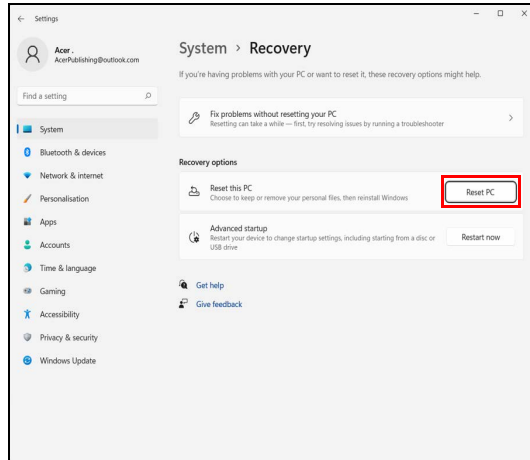 Settings
Acer .
AcerPublishing@outlook.com
Find a setting
System
Bluetooth & devices
Network & internet
Personalisation
Apps
Accounts
Time & language
Gaming
Accessibility
Privacy & security
Windows Update
System > Recovery
If you're having problems with your PC or want to reset it, these recovery options might help.
Fix problems without resetting your PC
Resetting can take a while — first, try resolving issues by running a troubleshooter
Recovery options
Reset this PC
Choose to keep or remove your personal files, then reinstall Windows
Reset PC
Advanced startup
Restart your device to change startup settings, including starting from a disc or
USB drive
Restart now
Get help
Give feedback